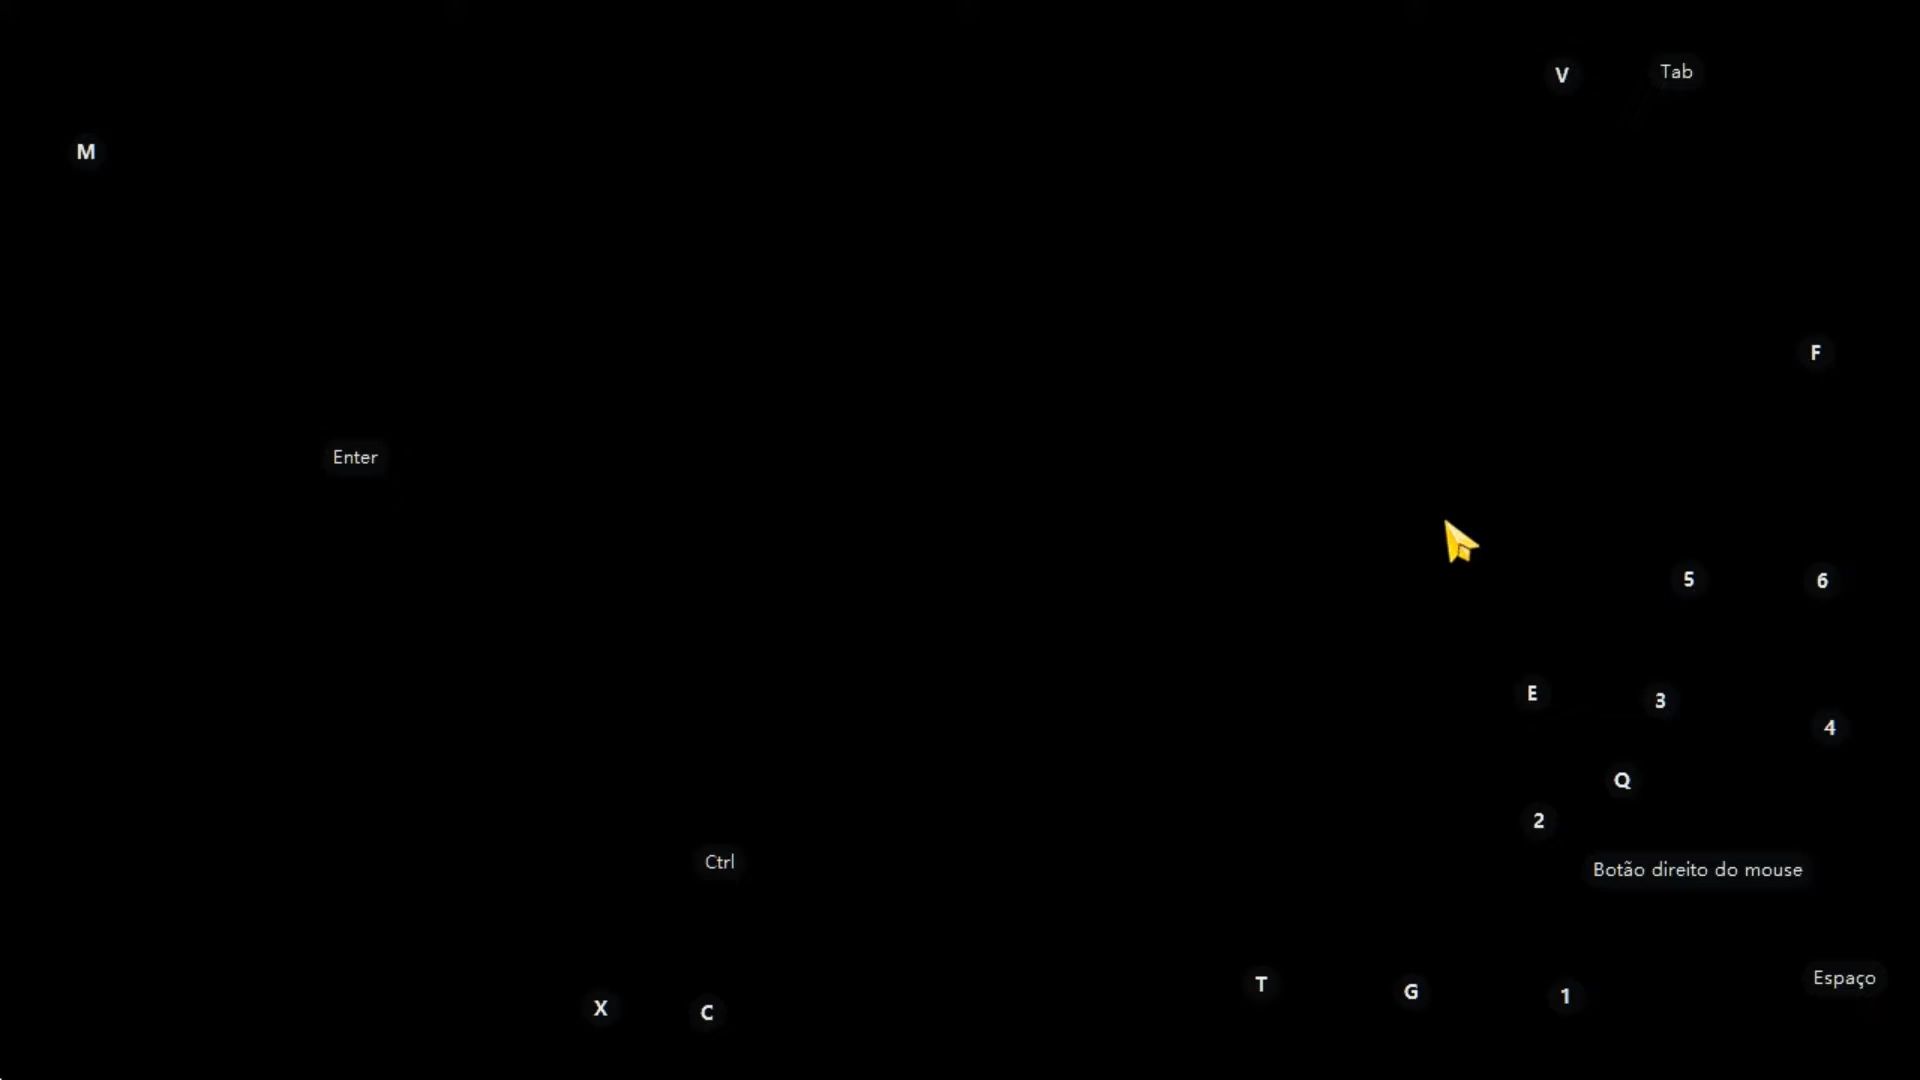 V
Tab
M
F
Enter
5
6
E
3
4
Q
2
Ctrl
Botão direito do mouse
Espaço
T
G
1
X
C